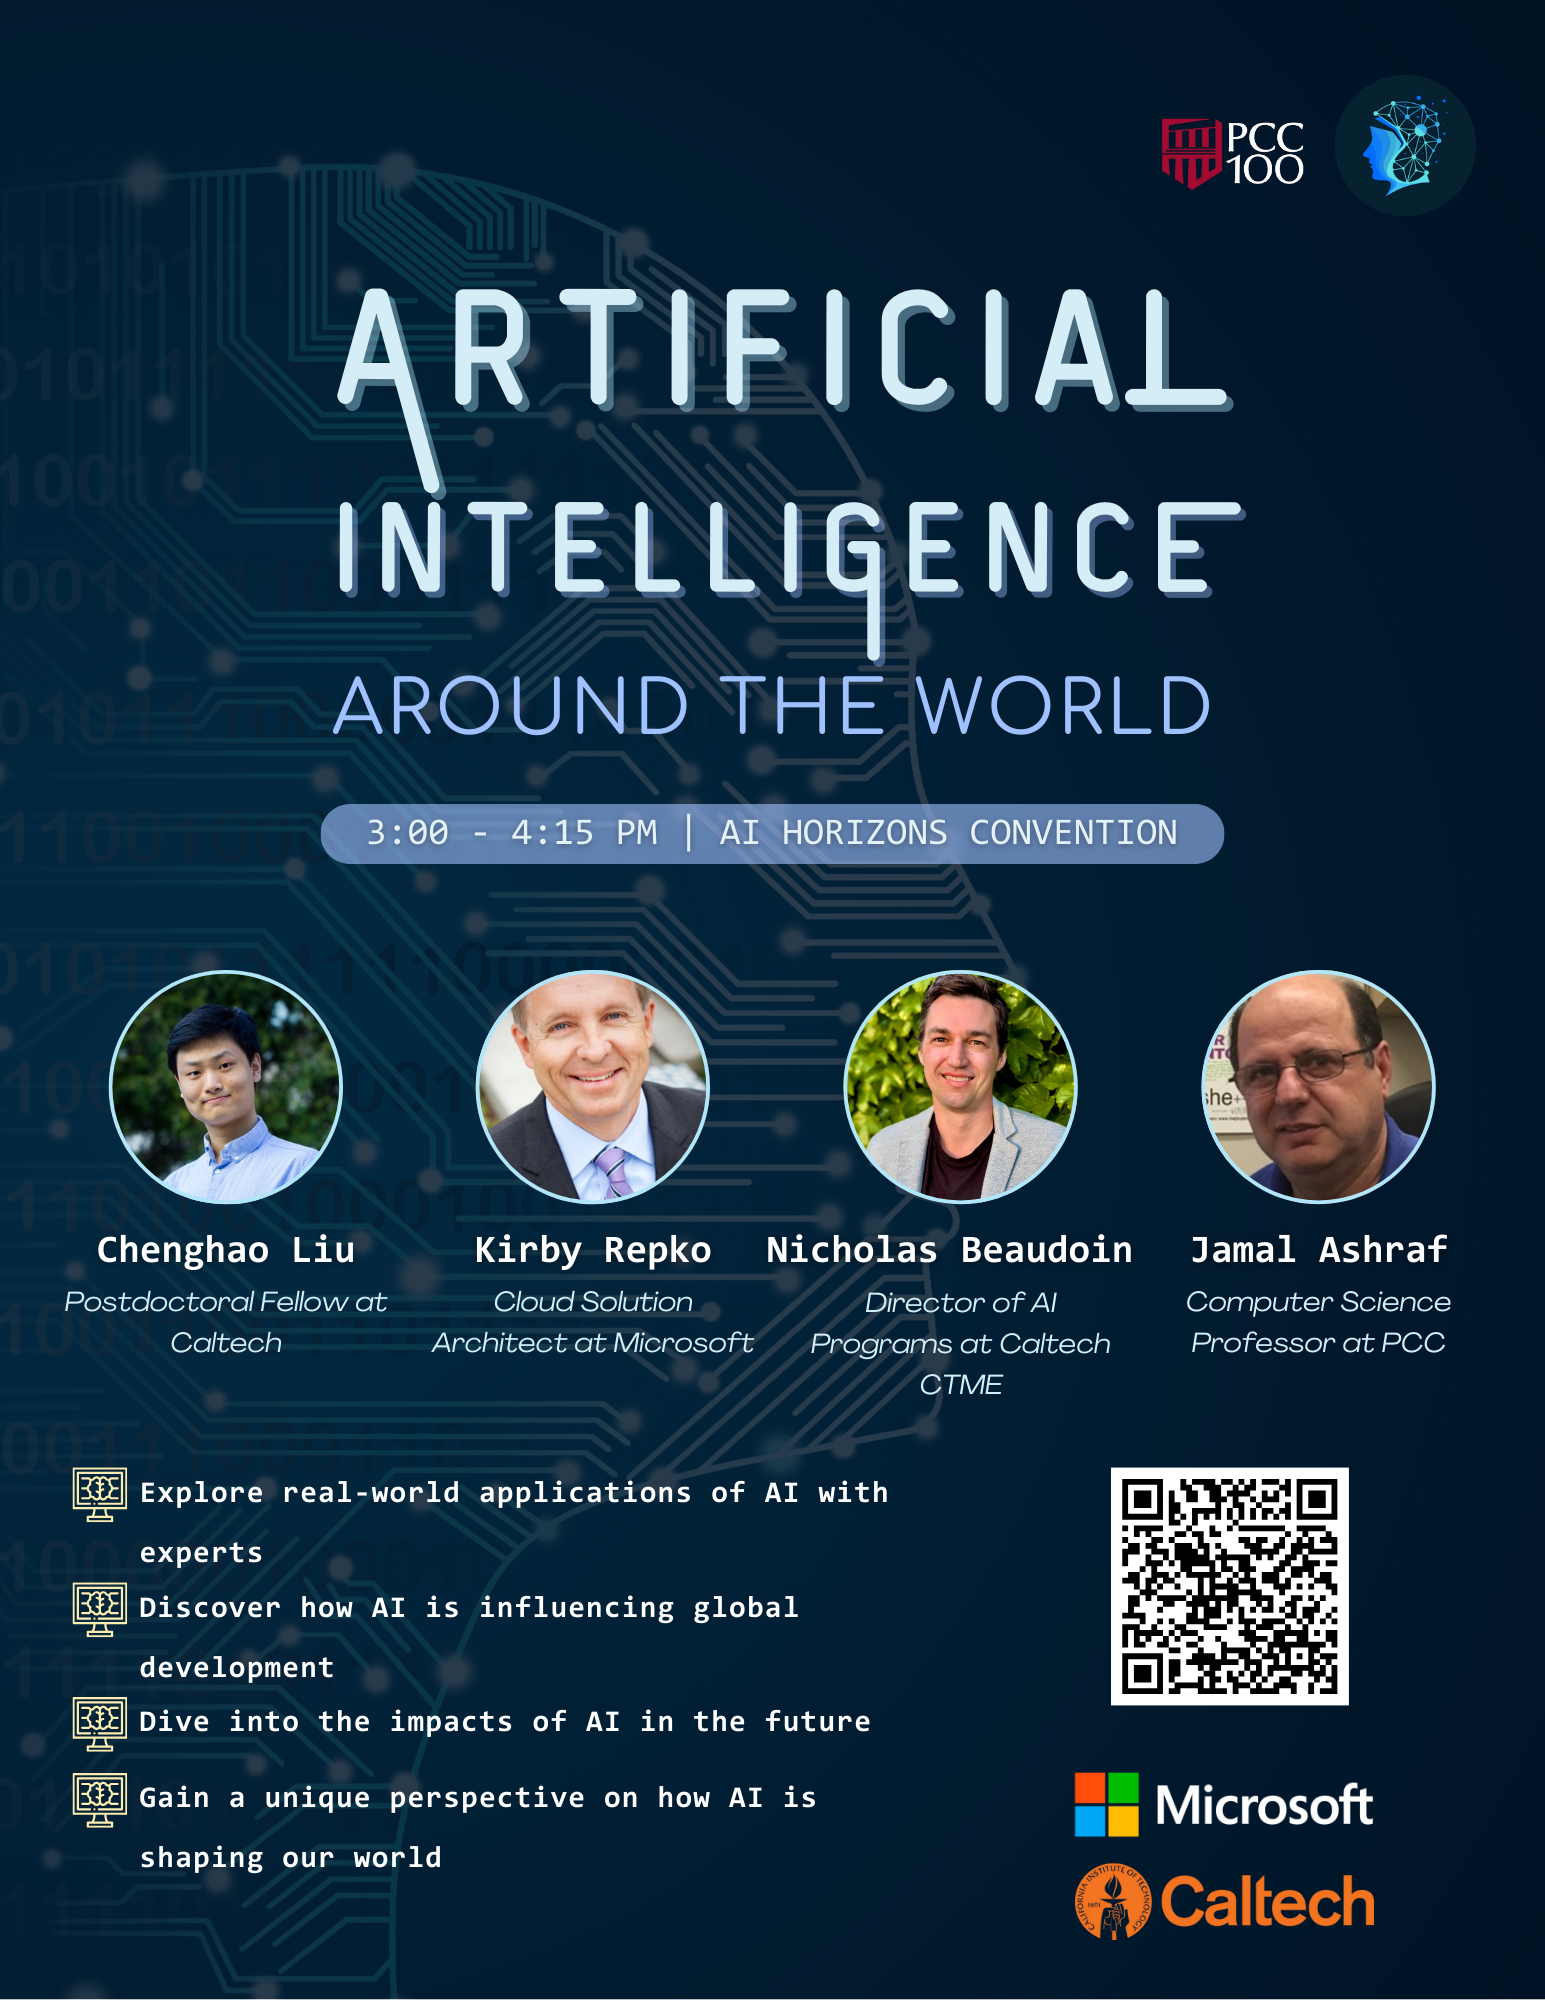 PCC
100
ARTIFICIAL
INTELLIGENCE
AROUND THE WORLD
3:00 - 4:15 PM | AI HORIZONS CONVENTION
Chenghao Liu
Postdoctoral Fellow at
Caltech
Kirby Repko
Cloud Solution
Architect at Microsoft
Nicholas Beaudoin
Director of AI
Programs at Caltech
CTME
Jamal Ashraf
Computer Science
Professor at PCC
Explore real-world applications of AI with
experts
Discover how AI is influencing global
development
Dive into the impacts of AI in the future
Gain a unique perspective on how AI is
shaping our world
Microsoft
CALIFORNIA INSTITUTE OF TECHNOLOGY
Caltech